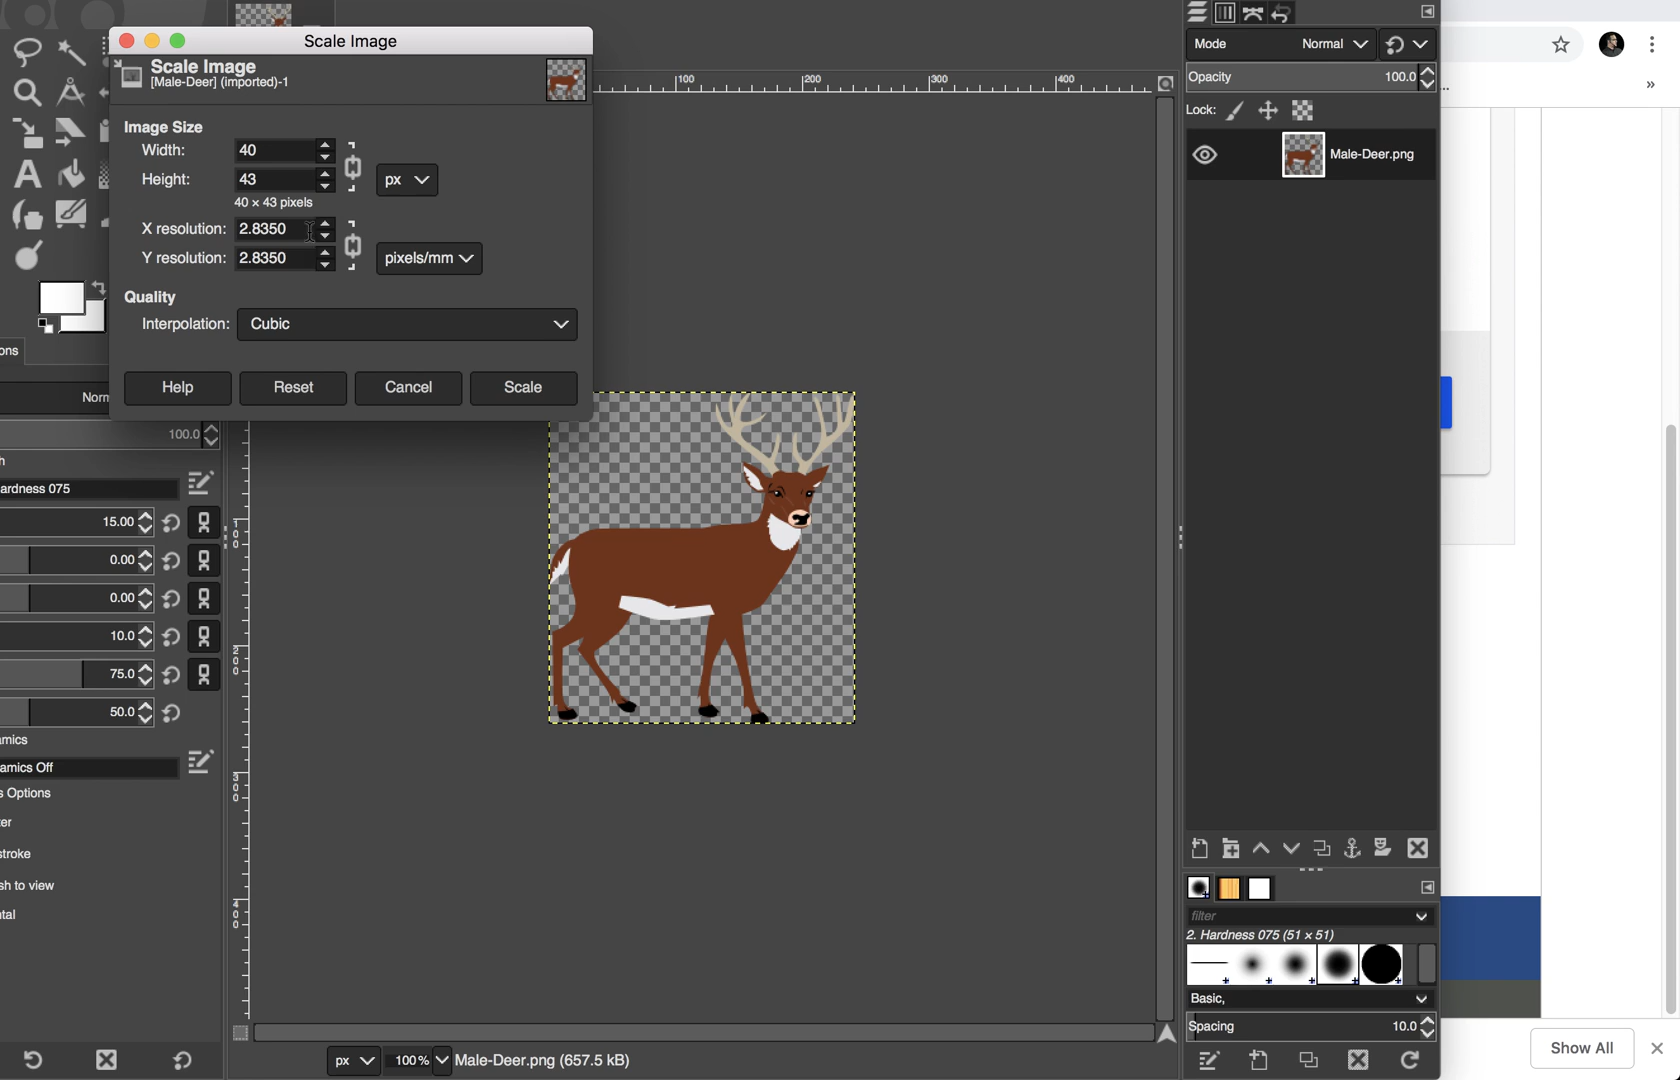 Scale Image
Scale Image
[Male-Deer] (imported)-1
Image Size
Width: 40
Height: 43 px
40 × 43 pixels
X resolution: 2.8350
Y resolution: 2.8350 pixels/mm
Quality
Interpolation: Cubic
Help Reset Cancel Scale
100 200 300 400
100
200
300
400
ons
Norm
100.0
h
ardness 075
15.00
0.00
0.00
10.0
75.0
50.0
amics
amics Off
s Options
ter
stroke
sh to view
ntal
px 100% Male-Deer.png (657.5 kB)
Mode Normal
Opacity 100.0
Lock:
Male-Deer.png
filter
2. Hardness 075 (51 × 51)
Basic,
Spacing 10.0
...
»
Show All